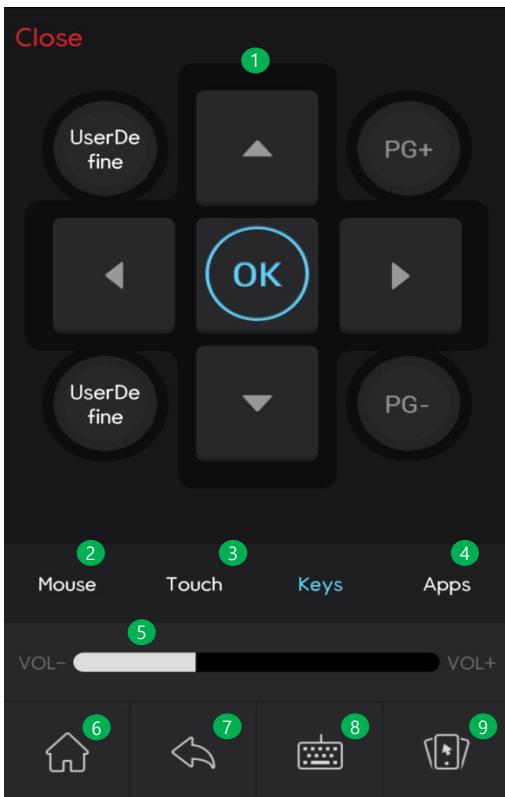 Close
1
UserDe
fine
PG+
OK
UserDe
fine
PG-
2
3
4
Mouse
Touch
Keys
Apps
5
VOL-
VOL+
6
7
8
9